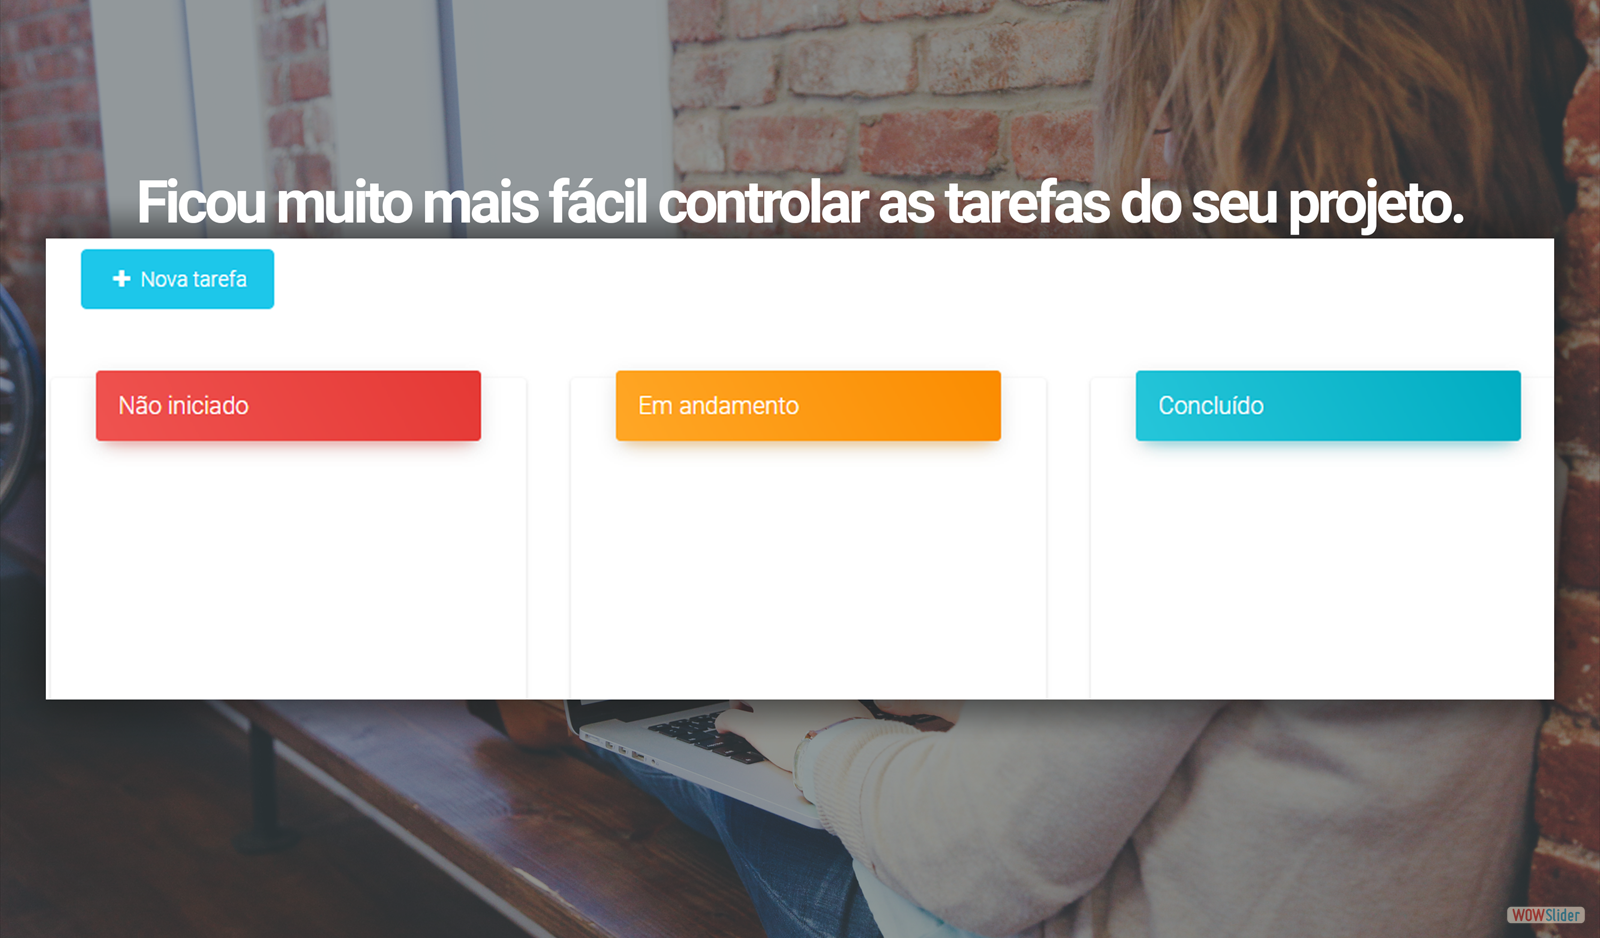 Ficou muito mais fácil controlar as tarefas do seu projeto.
Nova tarefa
Não iniciado
Em andamento
Concluído
WOWSlider